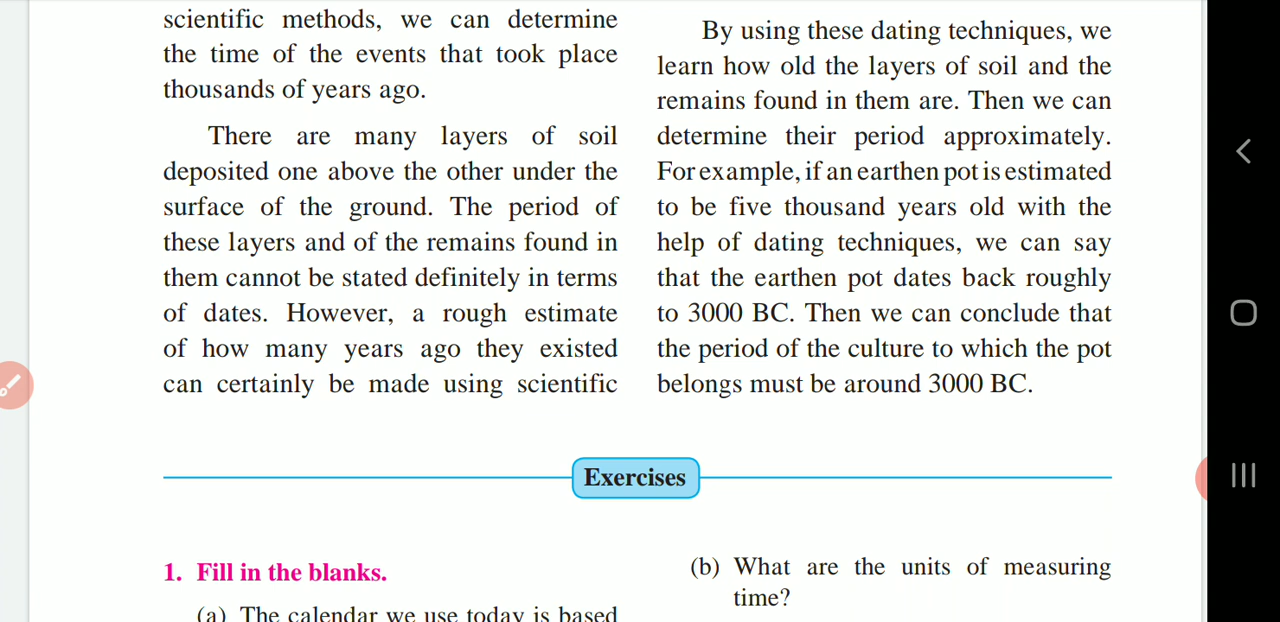 scientific methods, we can determine
the time of the events that took place
thousands of years ago.
There are many layers of soil
deposited one above the other under the
surface of the ground. The period of
these layers and of the remains found in
them cannot be stated definitely in terms
of dates. However, a rough estimate
of how many years ago they existed
can certainly be made using scientific
By using these dating techniques, we
learn how old the layers of soil and the
remains found in them are. Then we can
determine their period approximately.
For example, if an earthen pot is estimated
to be five thousand years old with the
help of dating techniques, we can say
that the earthen pot dates back roughly
to 3000 BC. Then we can conclude that
the period of the culture to which the pot
belongs must be around 3000 BC.
Exercises
1. Fill in the blanks.
(a) The calendar we use today is based
(b) What are the units of measuring
time?